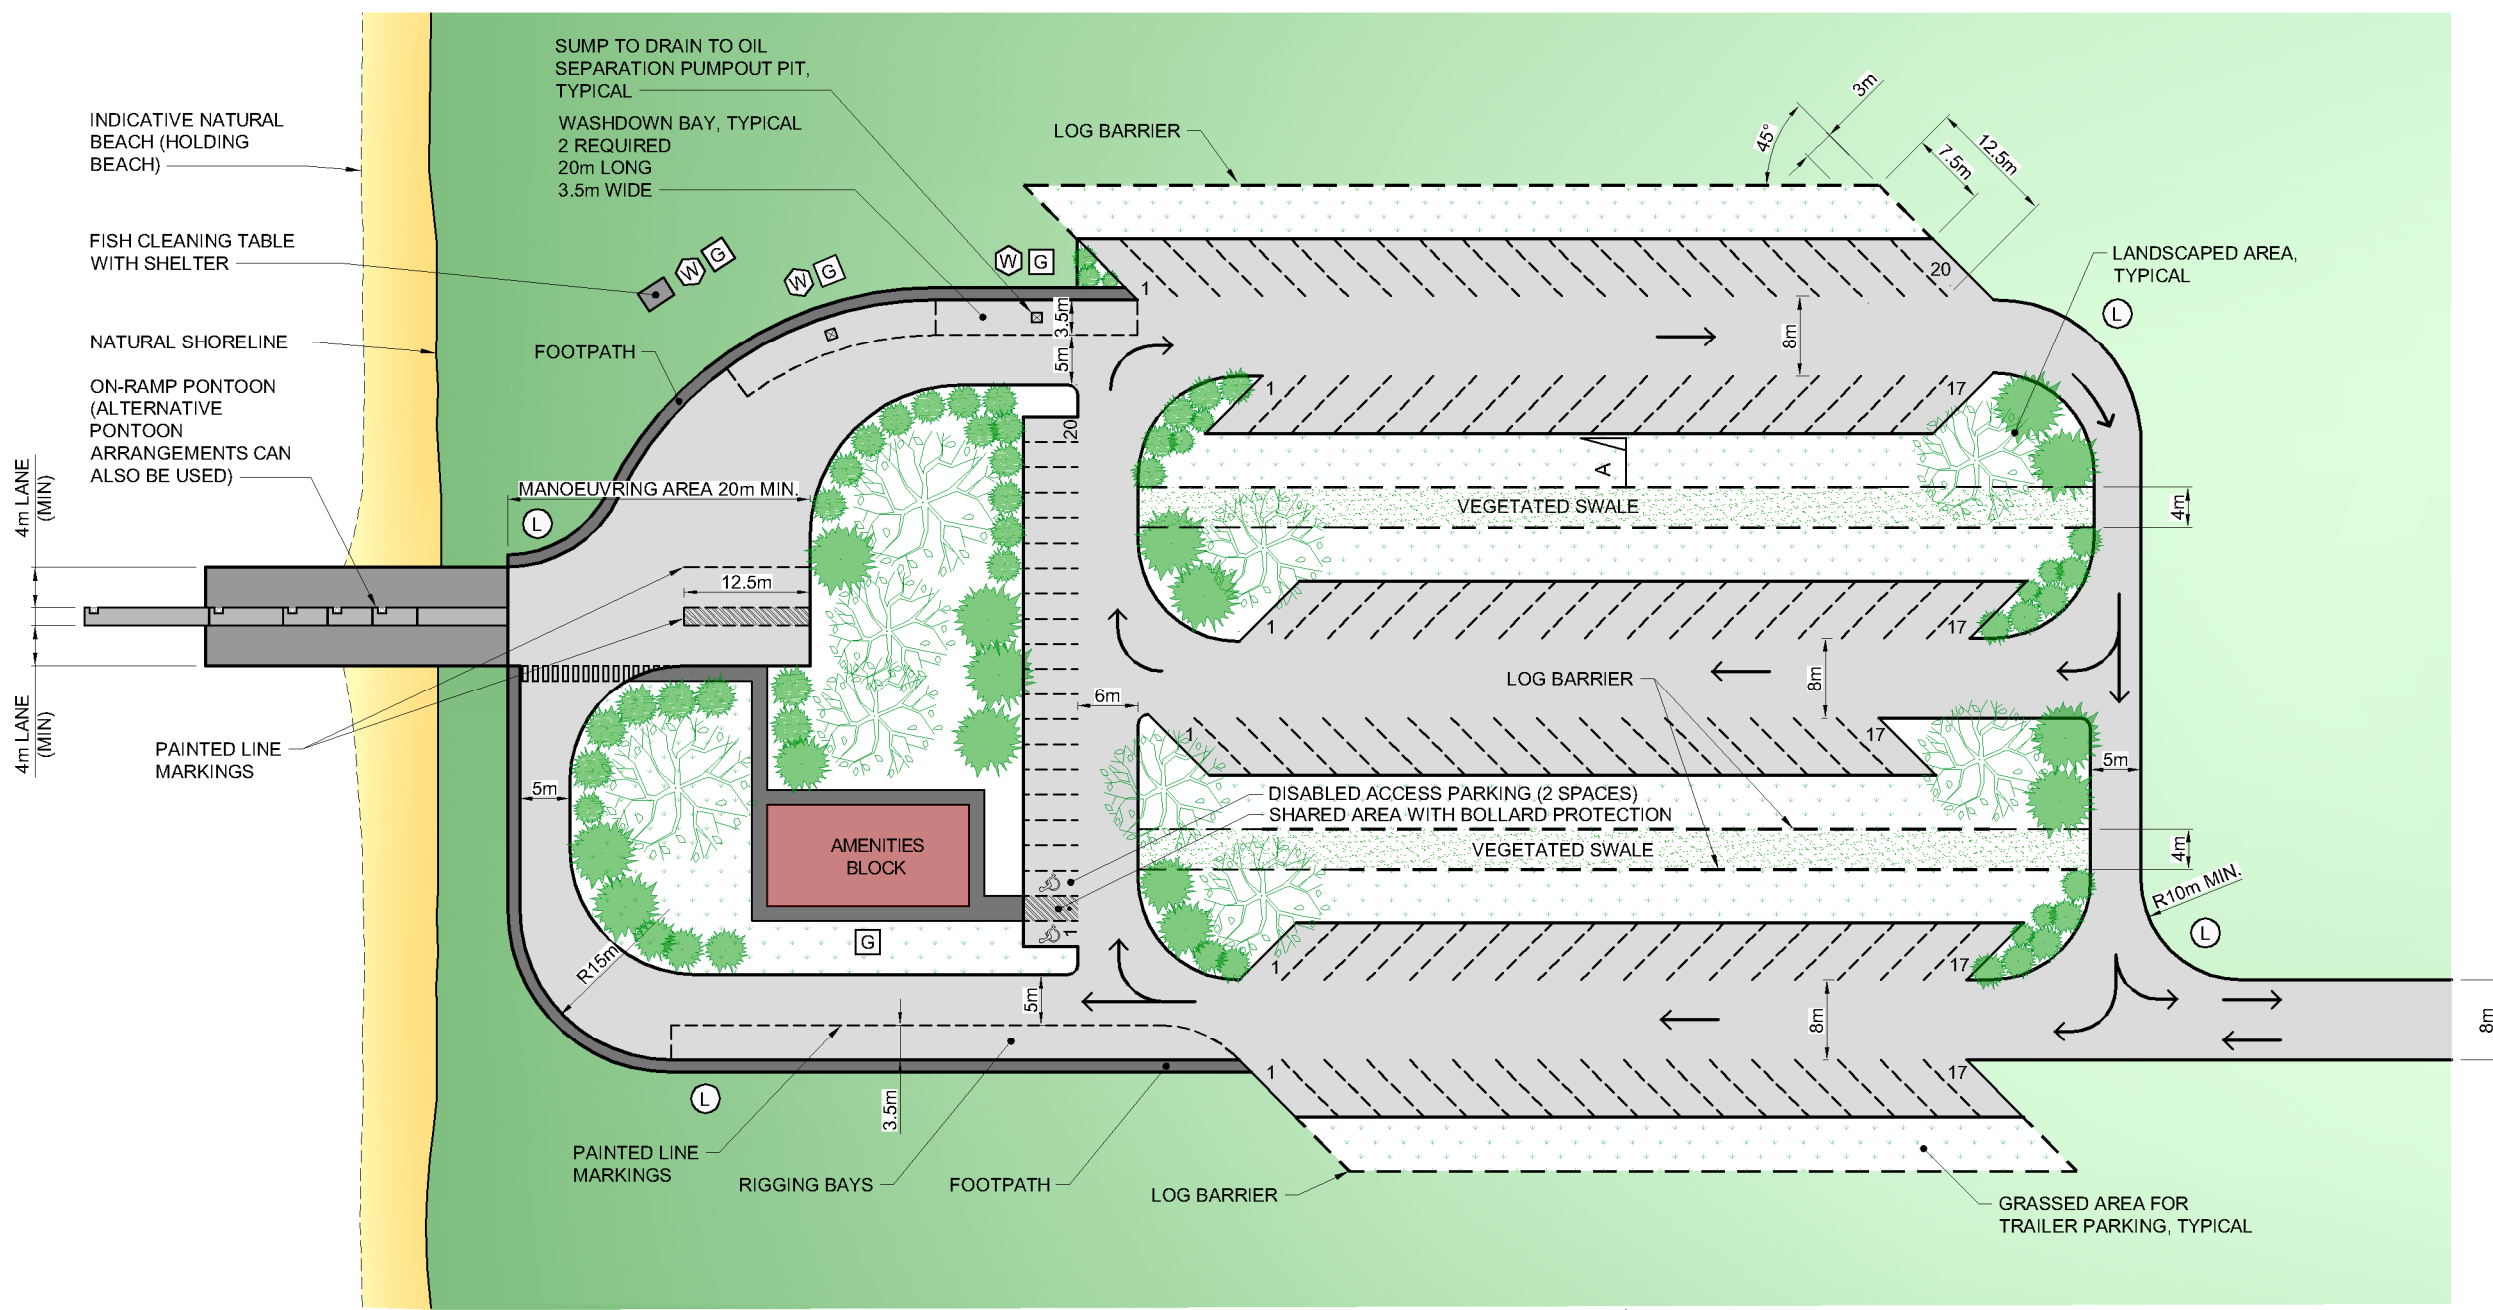 SUMP TO DRAIN TO OIL
SEPARATION PUMPOUT PIT,
TYPICAL
WASHDOWN BAY, TYPICAL
2 REQUIRED
20m LONG
3.5m WIDE
INDICATIVE NATURAL
BEACH (HOLDING
BEACH)
FISH CLEANING TABLE
WITH SHELTER
NATURAL SHORELINE
ON-RAMP PONTOON
(ALTERNATIVE
PONTOON
ARRANGEMENTS CAN
ALSO BE USED)
4m LANE
(MIN)
4m LANE
(MIN)
PAINTED LINE
MARKINGS
FOOTPATH
MANOEUVRING AREA 20m MIN.
L
12.5m
W
G
W
G
W
G
LOG BARRIER
45°
3m
12.5m
7.5m
LANDSCAPED AREA,
TYPICAL
L
1
20
3.5m
5m
8m
1
17
20
A
VEGETATED SWALE
4m
1
17
6m
8m
LOG BARRIER
1
17
5m
5m
DISABLED ACCESS PARKING (2 SPACES)
SHARED AREA WITH BOLLARD PROTECTION
VEGETATED SWALE
4m
R10m MIN.
L
AMENITIES
BLOCK
1
G
R15m
1
17
5m
8m
8m
3.5m
1
17
L
PAINTED LINE
MARKINGS
RIGGING BAYS
FOOTPATH
LOG BARRIER
GRASSED AREA FOR
TRAILER PARKING, TYPICAL